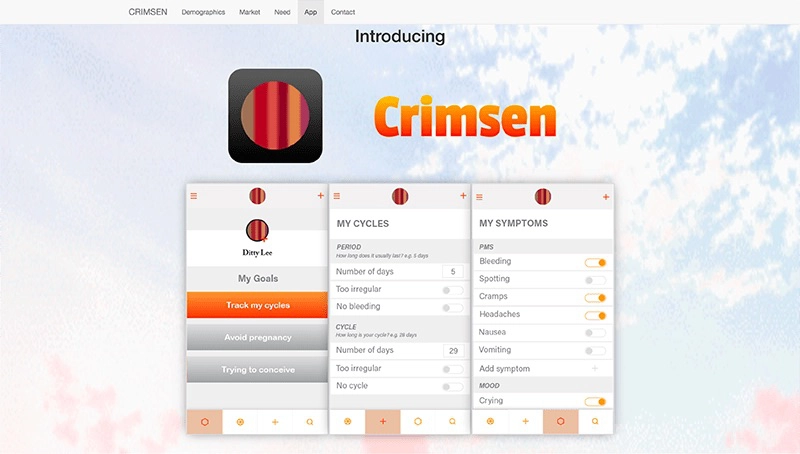 CRIMSEN Demographics Market Need App Contact
Introducing
Crimsen
Ditty Lee
My Goals
Track my cycles
Avoid pregnancy
Trying to conceive
MY CYCLES
PERIOD
How long does it usually last? e.g. 5 days
Number of days 5
Too irregular
No bleeding
CYCLE
How long is your cycle? e.g. 28 days
Number of days 29
Too irregular
No cycle
MY SYMPTOMS
PMS
Bleeding
Spotting
Cramps
Headaches
Nausea
Vomiting
Add symptom
MOOD
Crying